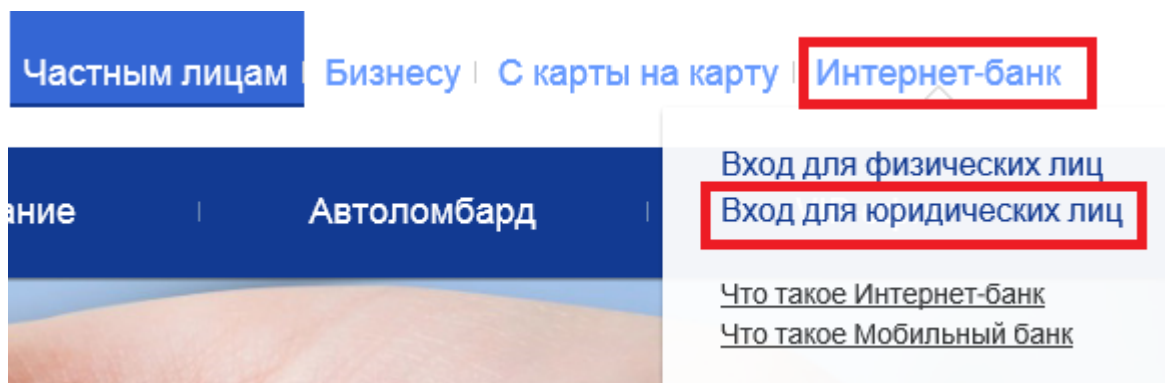 Частным лицам Бизнесу С карты на карту Интернет-банк
Вход для физических лиц
Автоломбард Вход для юридических лиц
Что такое Интернет-банк
Что такое Мобильный банк